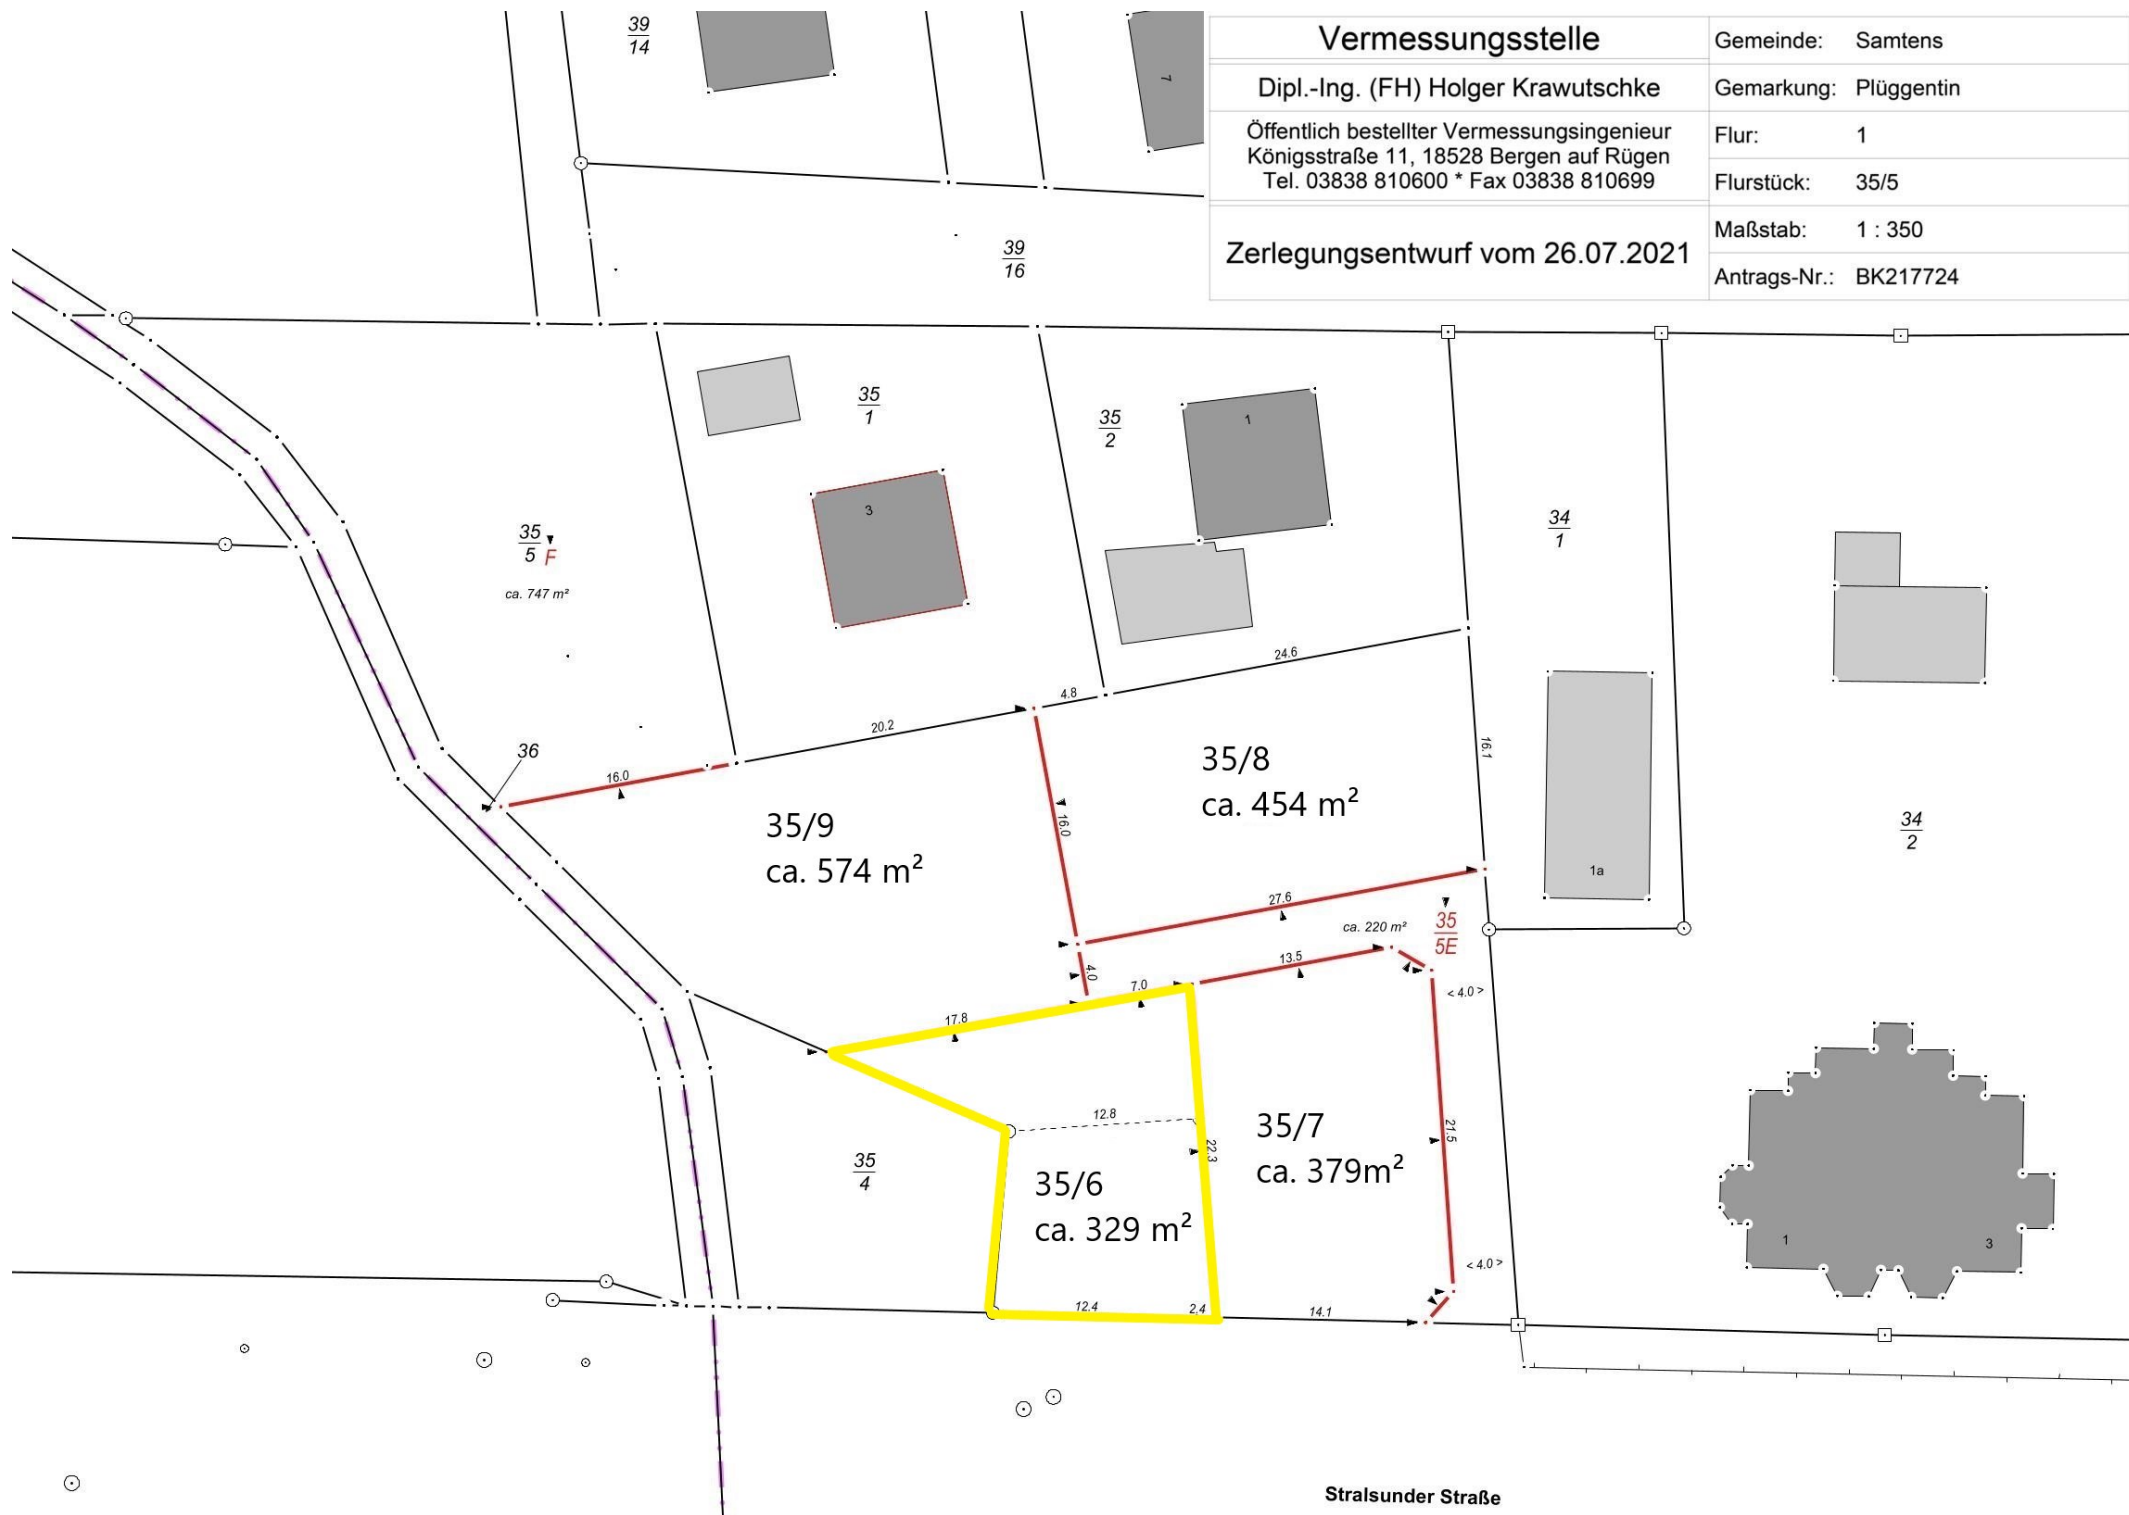 39
14
7
Vermessungsstelle
Dipl.-Ing. (FH) Holger Krawutschke
Öffentlich bestellter Vermessungsingenieur
Königsstraße 11, 18528 Bergen auf Rügen
Tel. 03838 810600 * Fax 03838 810699
Zerlegungsentwurf vom 26.07.2021
Gemeinde: Samtens
Gemarkung: Plüggentin
Flur: 1
Flurstück: 35/5
Maßstab: 1 : 350
Antrags-Nr.: BK217724
39
16
35
1
35
2
1
3
34
1
35
5 F
ca. 747 m²
24.6
4.8
20.2
16.1
36
16.0
35/8
ca. 454 m²
35/9
ca. 574 m²
16.0
34
2
1a
27.6
ca. 220 m²
35
5E
13.5
4.0
7.0
< 4.0 >
17.8
12.8
35/7
ca. 379m²
22.3
21.5
35
4
35/6
ca. 329 m²
1
3
< 4.0 >
12.4
2.4
14.1
Stralsunder Straße